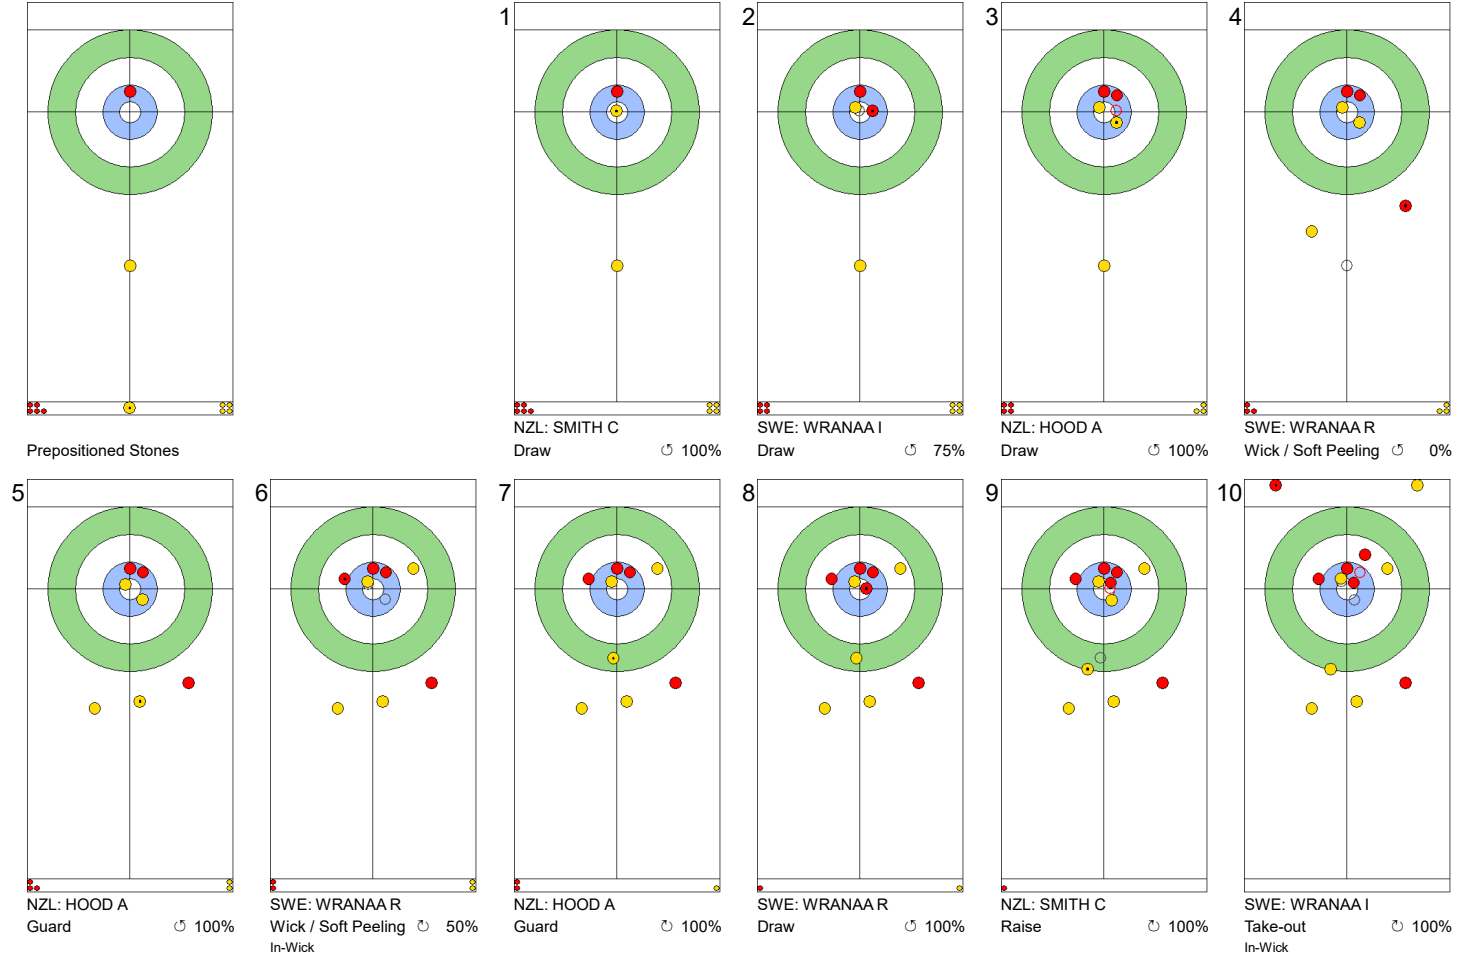 1
2
3
4
Prepositioned Stones
NZL: SMITH C
Draw ↺ 100%
SWE: WRANAA I
Draw ↺ 75%
NZL: HOOD A
Draw ↺ 100%
SWE: WRANAA R
Wick / Soft Peeling ↺ 0%
5
6
7
8
9
10
NZL: HOOD A
Guard ↺ 100%
SWE: WRANAA R
Wick / Soft Peeling ↻ 50%
In-Wick
NZL: HOOD A
Guard ↻ 100%
SWE: WRANAA R
Draw ↻ 100%
NZL: SMITH C
Raise ↻ 100%
SWE: WRANAA I
Take-out ↻ 100%
In-Wick